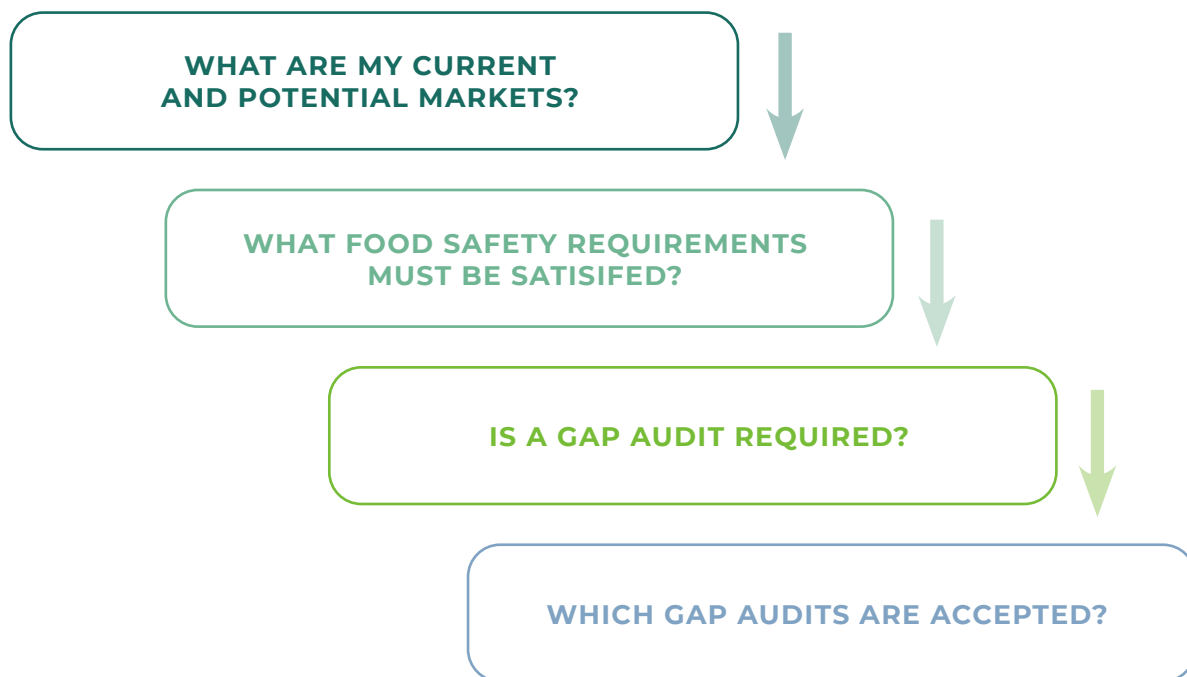 WHAT ARE MY CURRENT
AND POTENTIAL MARKETS?
WHAT FOOD SAFETY REQUIREMENTS
MUST BE SATISIFED?
IS A GAP AUDIT REQUIRED?
WHICH GAP AUDITS ARE ACCEPTED?